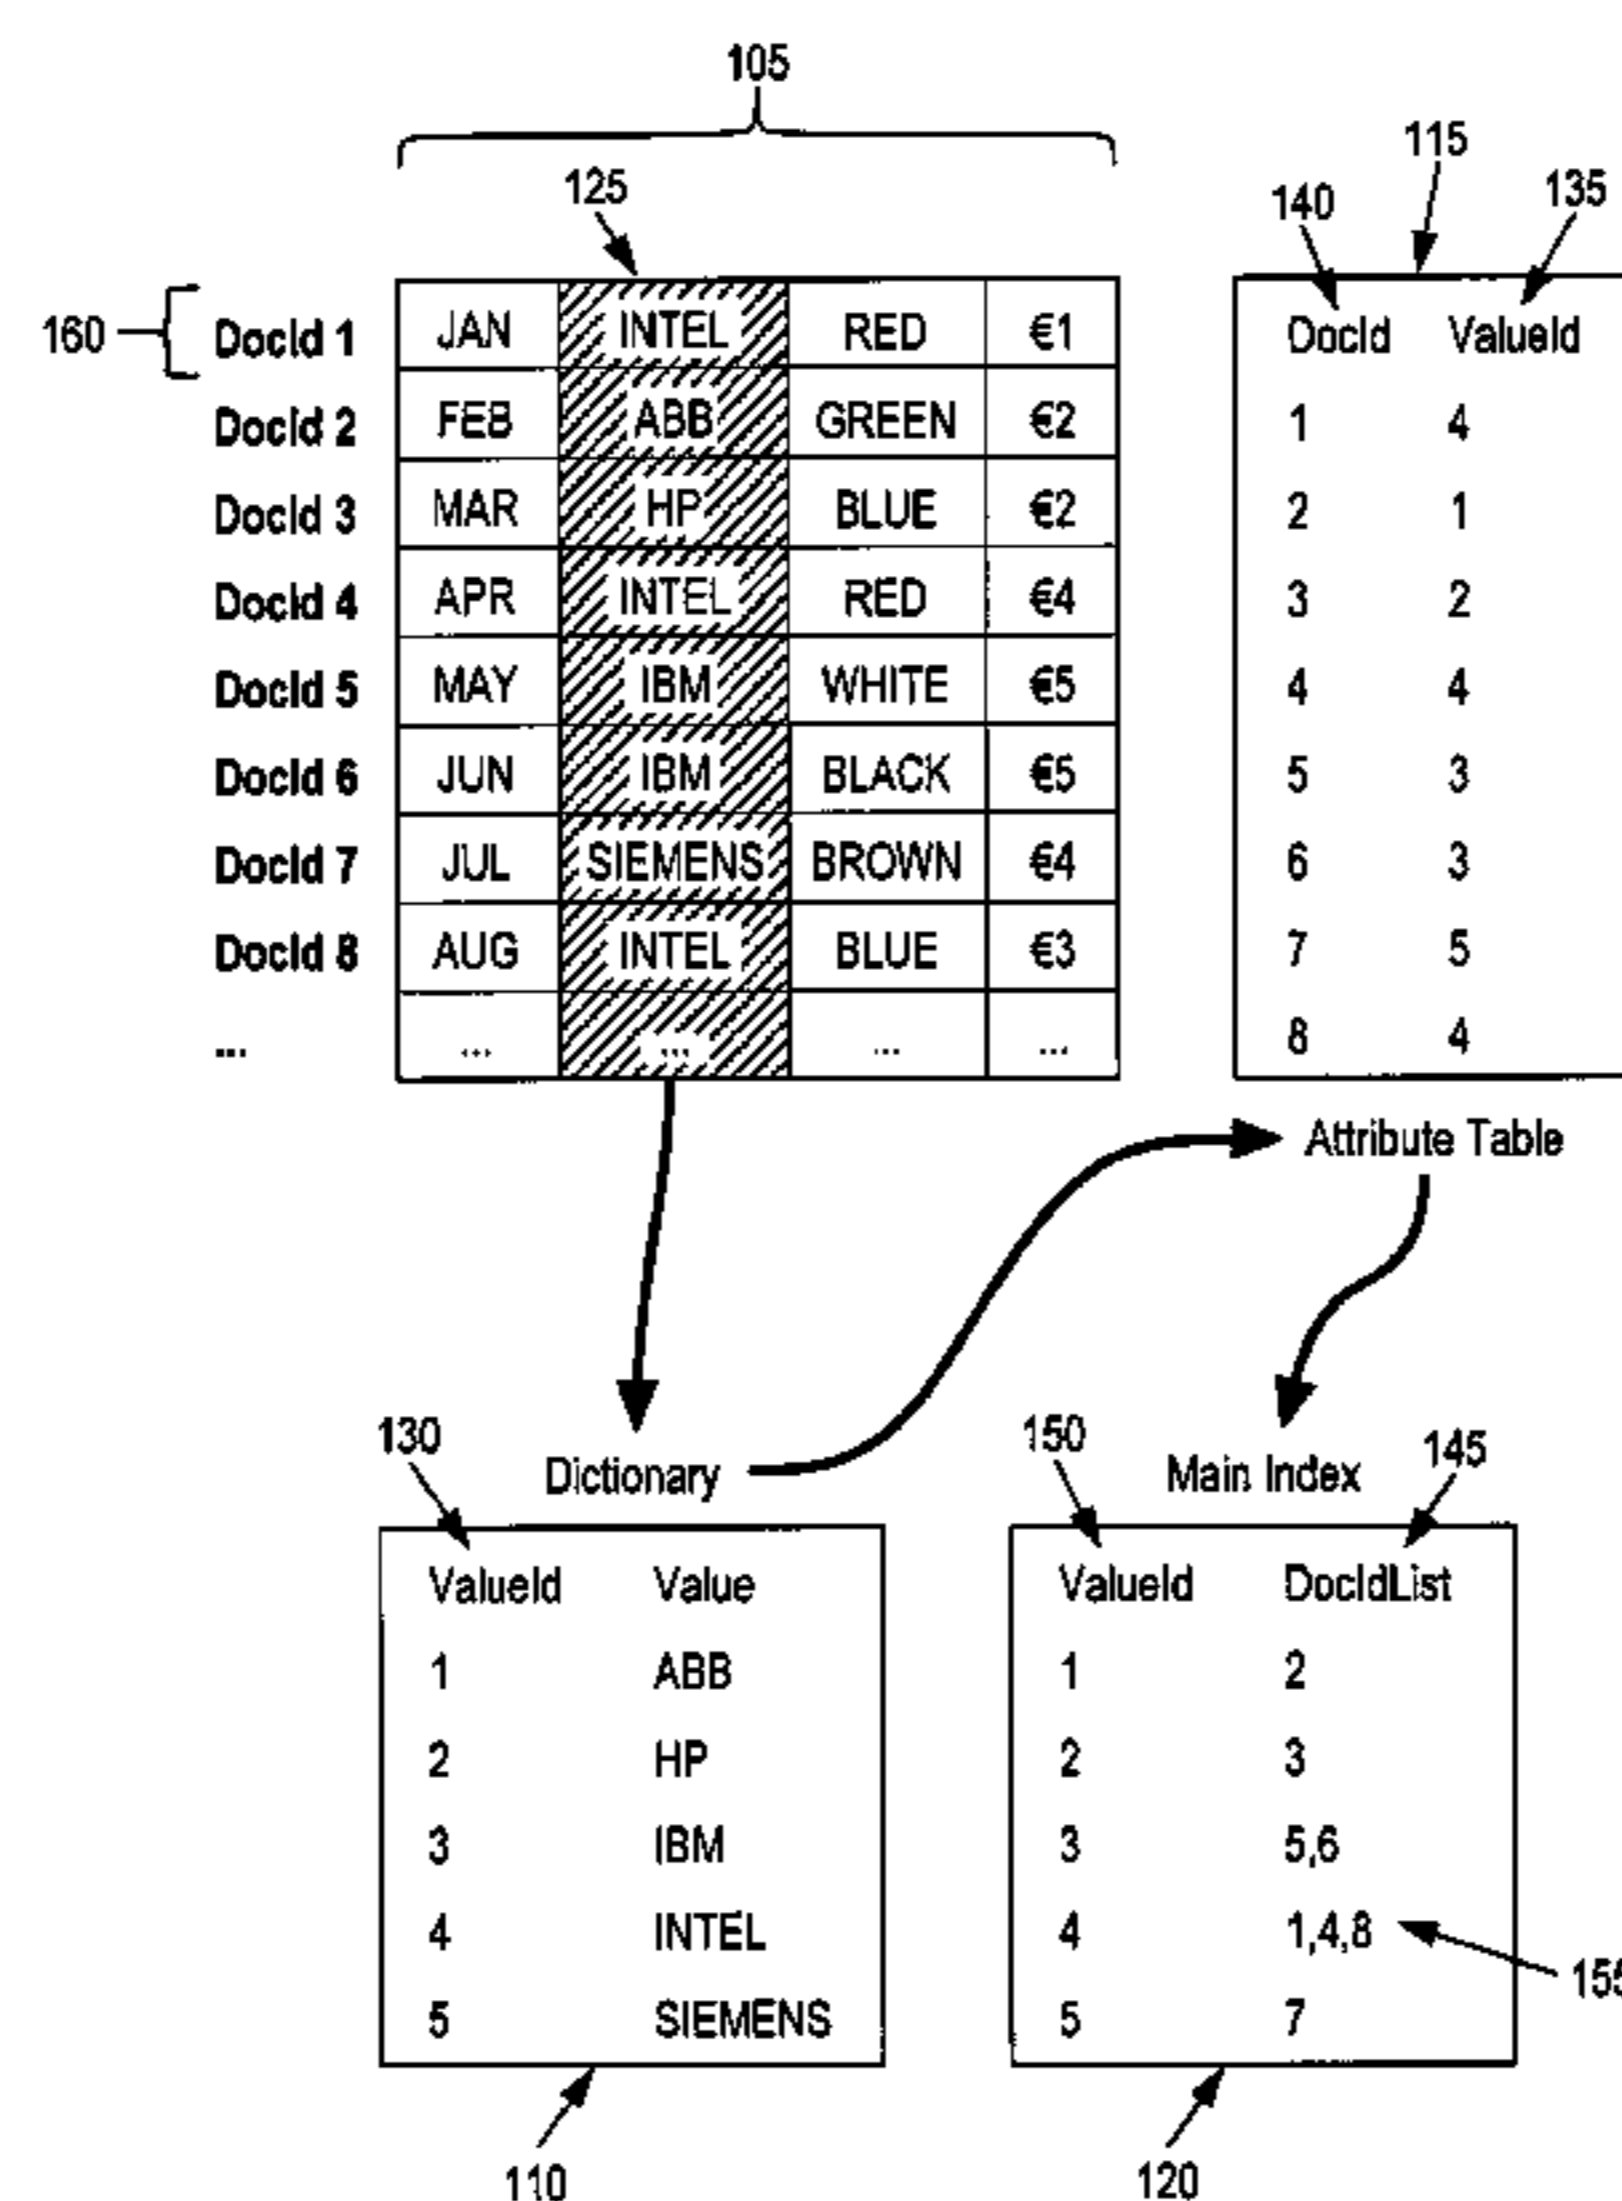 105
125
115
140 135
160 DocId 1 JAN INTEL RED €1 DocId ValueId
DocId 2 FEB ABB GREEN €2 1 4
DocId 3 MAR HP BLUE €2 2 1
DocId 4 APR INTEL RED €4 3 2
DocId 5 MAY IBM WHITE €5 4 4
DocId 6 JUN IBM BLACK €5 5 3
DocId 7 JUL SIEMENS BROWN €4 6 3
DocId 8 AUG INTEL BLUE €3 7 5
... ... ... ... ... 8 4
Attribute Table
130 150 145
Dictionary Main Index
ValueId Value ValueId DocIdList
1 ABB 1 2
2 HP 2 3
3 IBM 3 5,6
4 INTEL 4 1,4,8
155
5 SIEMENS 5 7
110 120